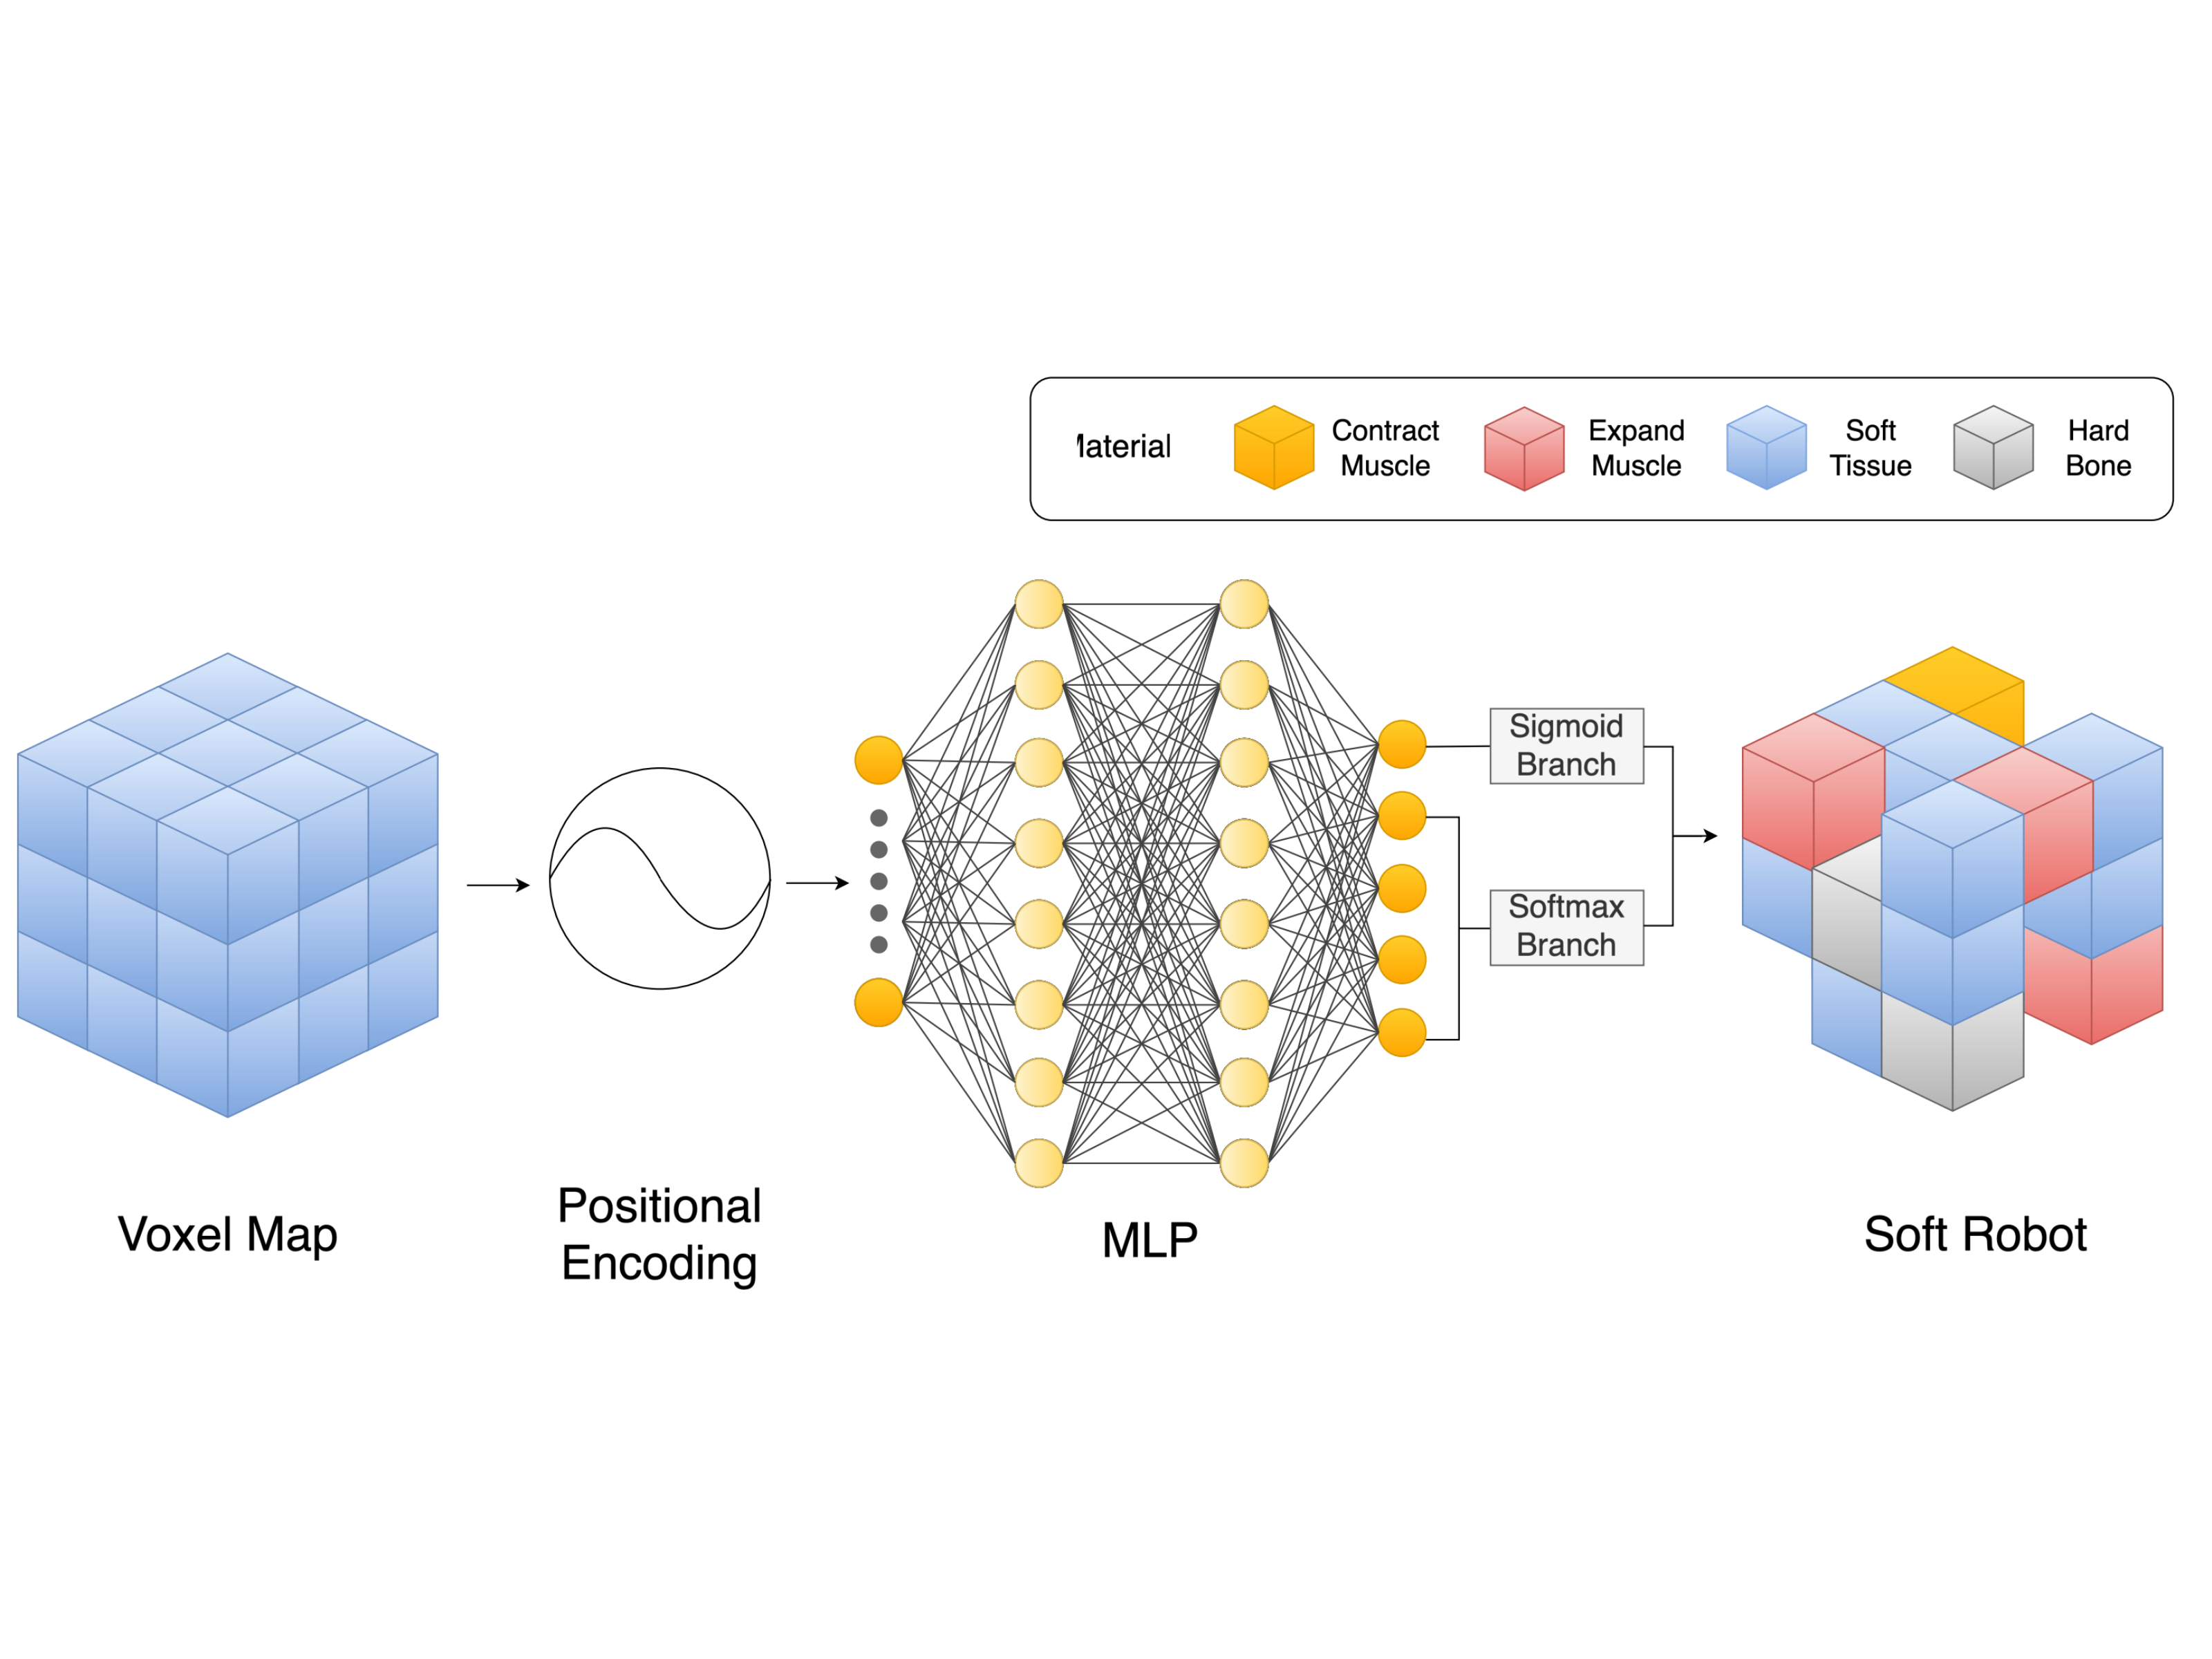 Material
Contract
Muscle
Expand
Muscle
Soft
Tissue
Hard
Bone
Sigmoid
Branch
Softmax
Branch
Voxel Map
Positional
Encoding
MLP
Soft Robot